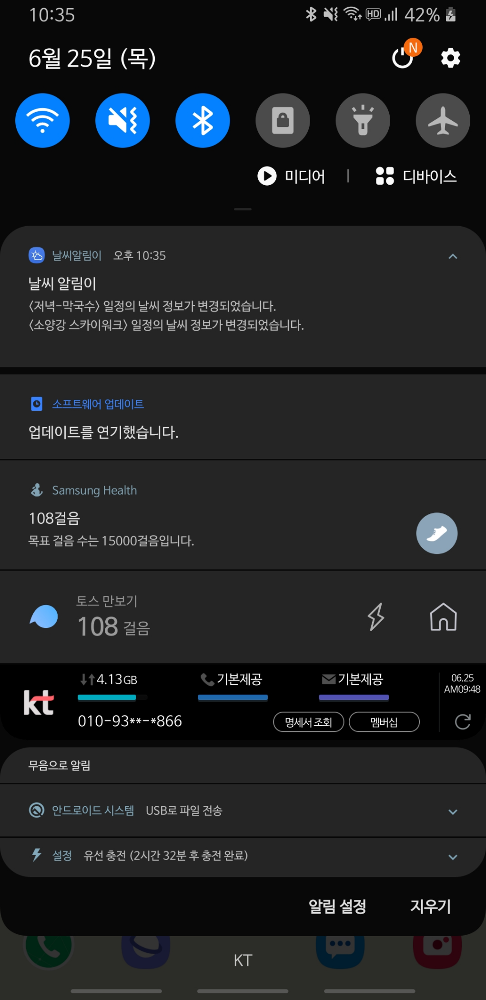 10:35
HD 42%
6월 25일 (목)
N
미디어 | 디바이스
날씨알림이 오후 10:35
날씨 알림이
〈저녁-막국수〉 일정의 날씨 정보가 변경되었습니다.
〈소양강 스카이워크〉 일정의 날씨 정보가 변경되었습니다.
소프트웨어 업데이트
업데이트를 연기했습니다.
Samsung Health
108걸음
목표 걸음 수는 15000걸음입니다.
토스 만보기
108 걸음
kt
4.13GB 기본제공 기본제공
06.25
AM09:48
010-93**-*866 명세서 조회 멤버십
무음으로 알림
안드로이드 시스템 USB로 파일 전송
설정 유선 충전 (2시간 32분 후 충전 완료)
알림 설정 지우기
KT